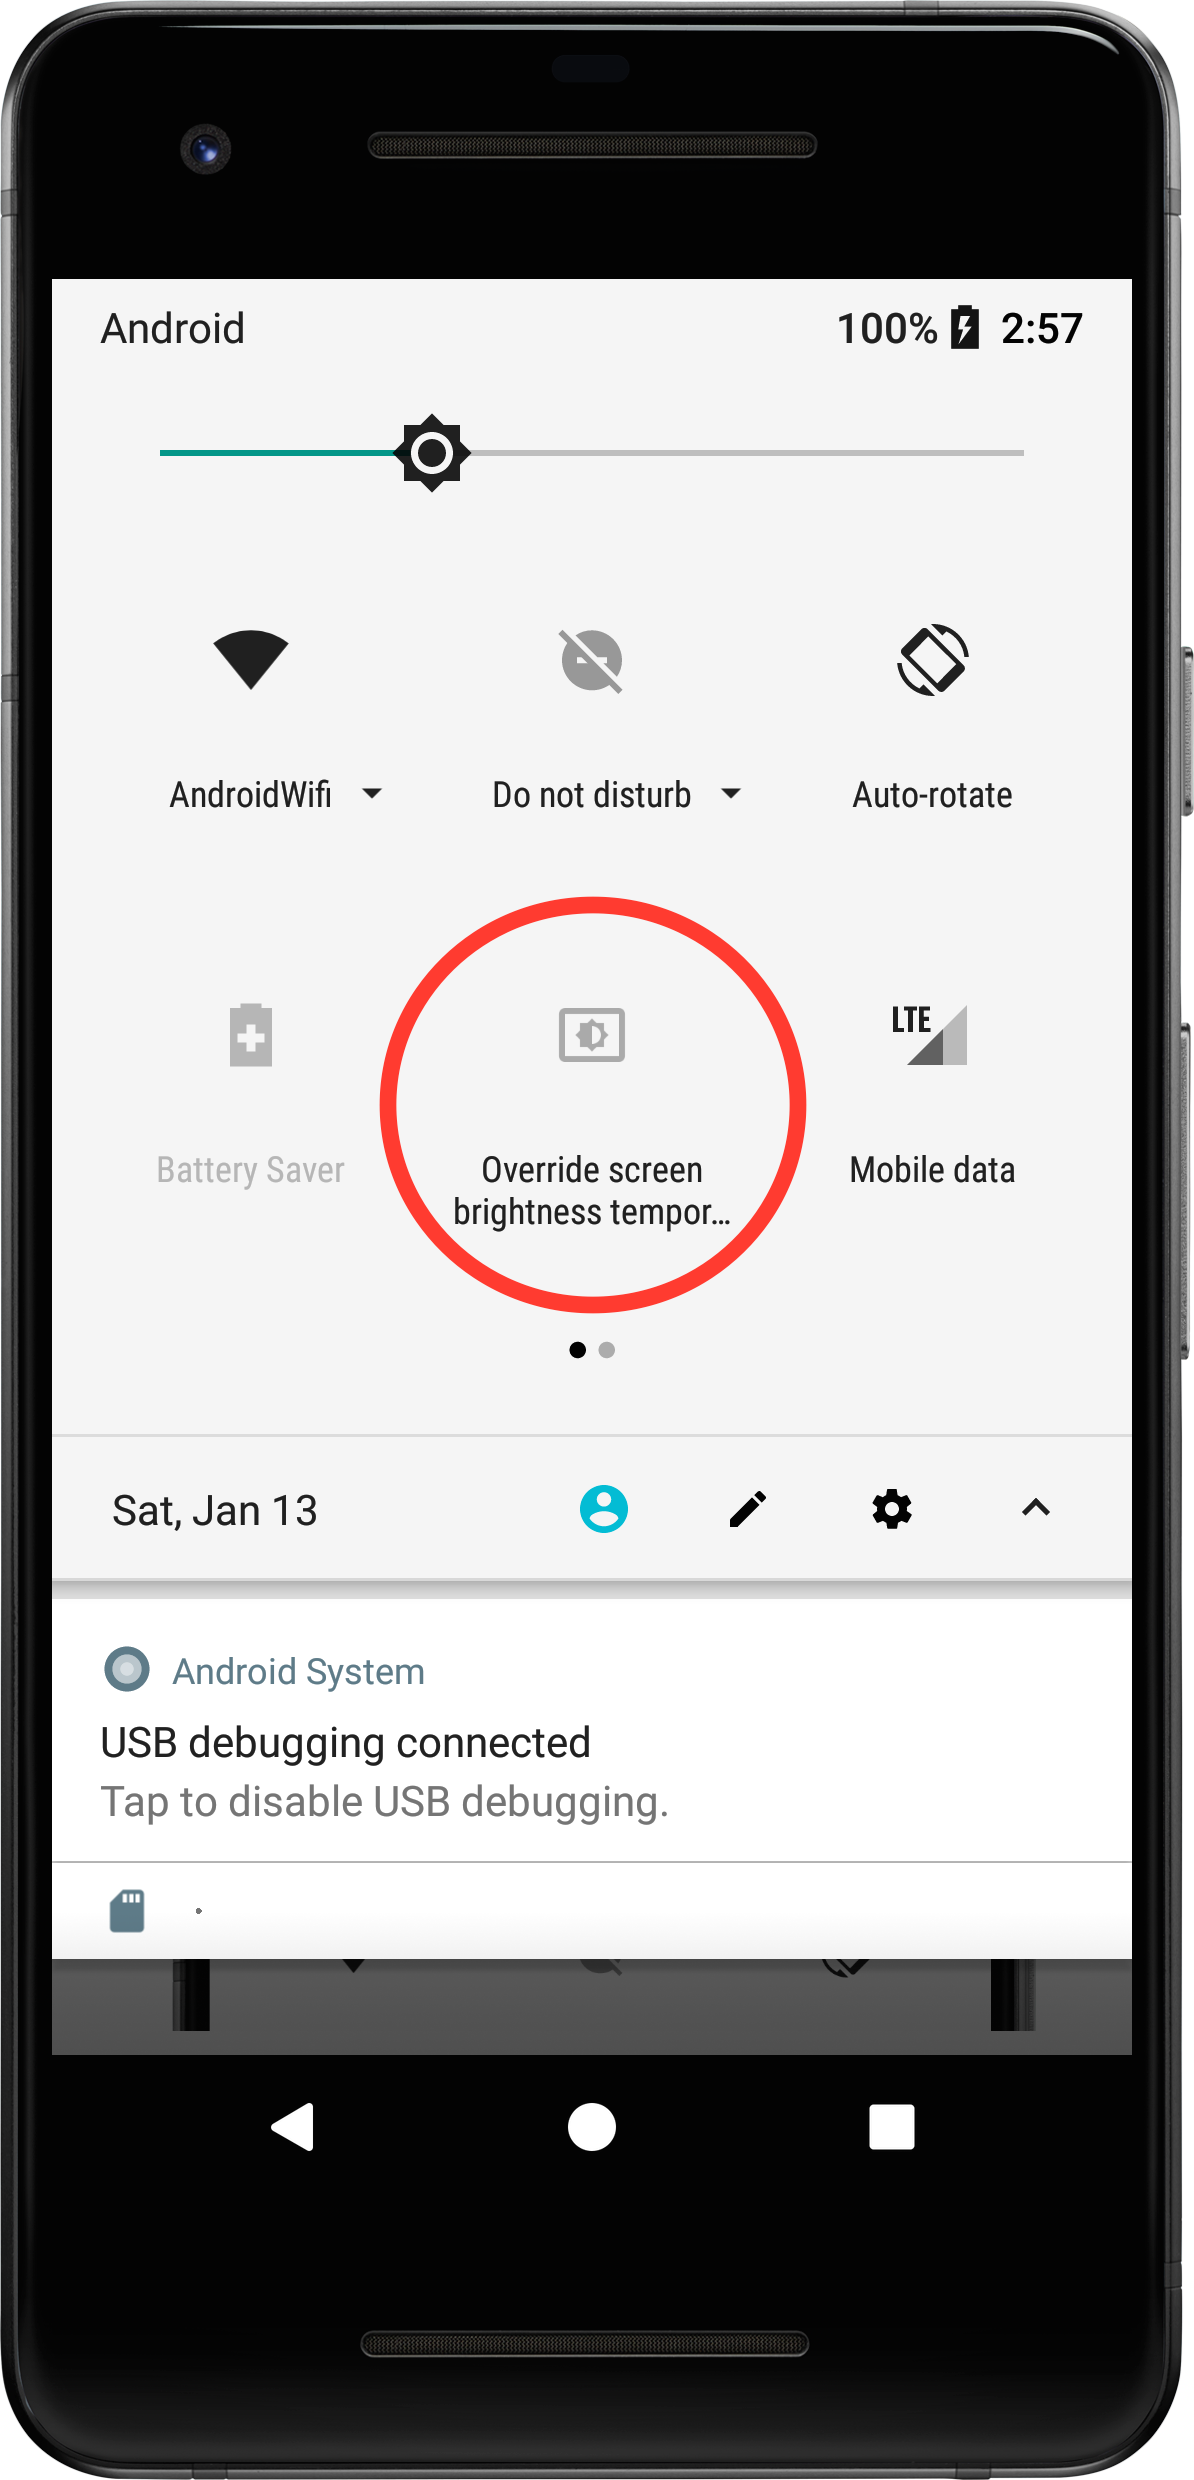 Android 100% 2:57
AndroidWifi Do not disturb Auto-rotate
LTE
Battery Saver Override screen brightness tempor… Mobile data
Sat, Jan 13
Android System
USB debugging connected
Tap to disable USB debugging.